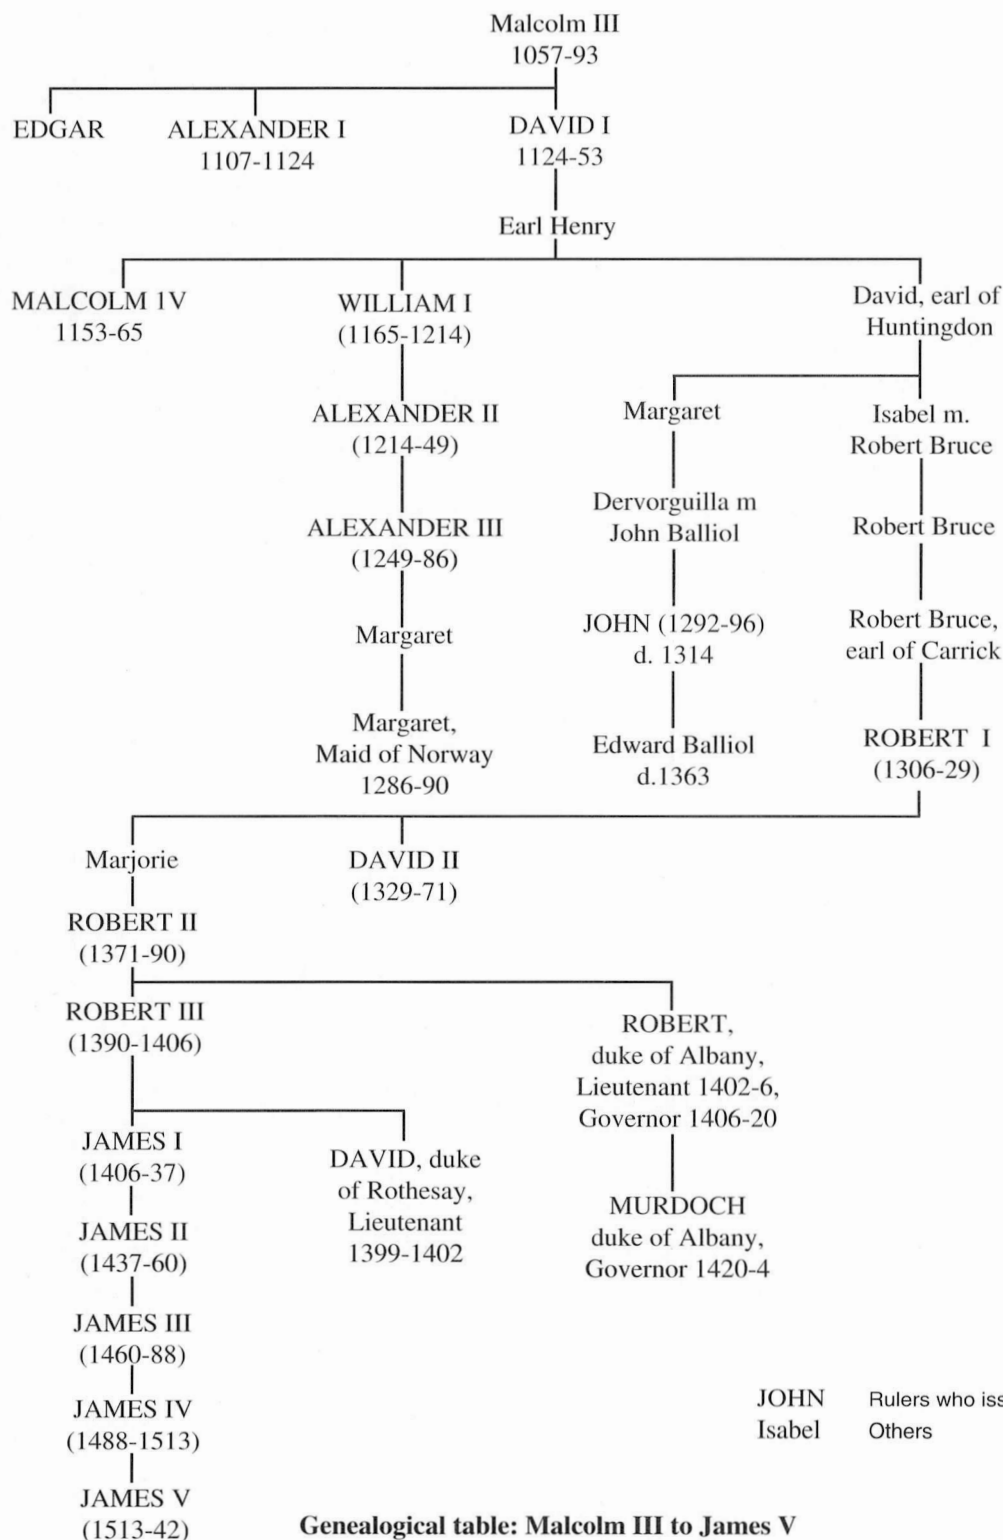 Malcolm III
1057-93
EDGAR
ALEXANDER I
1107-1124
DAVID I
1124-53
Earl Henry
MALCOLM 1V
1153-65
WILLIAM I
(1165-1214)
David, earl of
Huntingdon
ALEXANDER II
(1214-49)
Margaret
Isabel m.
Robert Bruce
ALEXANDER III
(1249-86)
Dervorguilla m
John Balliol
Robert Bruce
Margaret
JOHN (1292-96)
d. 1314
Robert Bruce,
earl of Carrick
Margaret,
Maid of Norway
1286-90
Edward Balliol
d.1363
ROBERT I
(1306-29)
Marjorie
DAVID II
(1329-71)
ROBERT II
(1371-90)
ROBERT III
(1390-1406)
ROBERT,
duke of Albany,
Lieutenant 1402-6,
Governor 1406-20
JAMES I
(1406-37)
DAVID, duke
of Rothesay,
Lieutenant
1399-1402
MURDOCH
duke of Albany,
Governor 1420-4
JAMES II
(1437-60)
JAMES III
(1460-88)
JAMES IV
(1488-1513)
JAMES V
(1513-42)
JOHN Rulers who
Isabel Others
Genealogical table: Malcolm III to James V